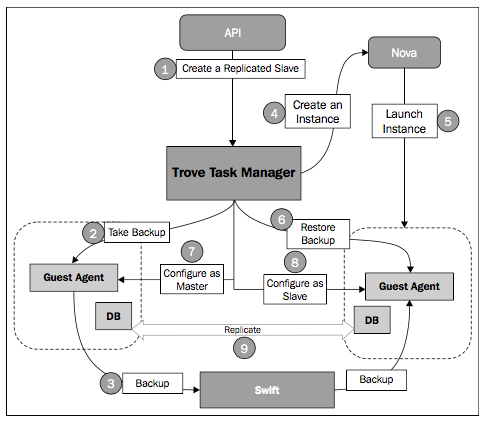 API
1
Create a Replicated Slave
Nova
4
Create an
Instance
Launch
Instance
5
Trove Task Manager
2
Take Backup
6
Restore
Backup
7
Configure as
Master
8
Configure as
Slave
Guest Agent
Guest Agent
DB
DB
Replicate
9
3
Backup
Swift
Backup